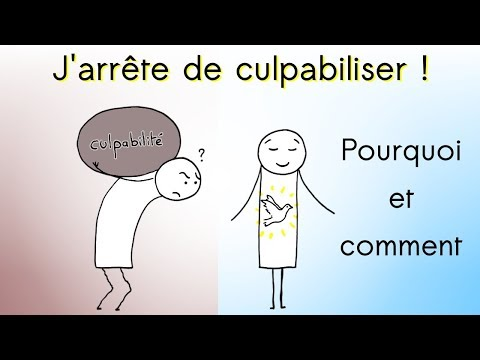 J'arrête de culpabiliser !
culpabilité
?
Pourquoi
et
comment